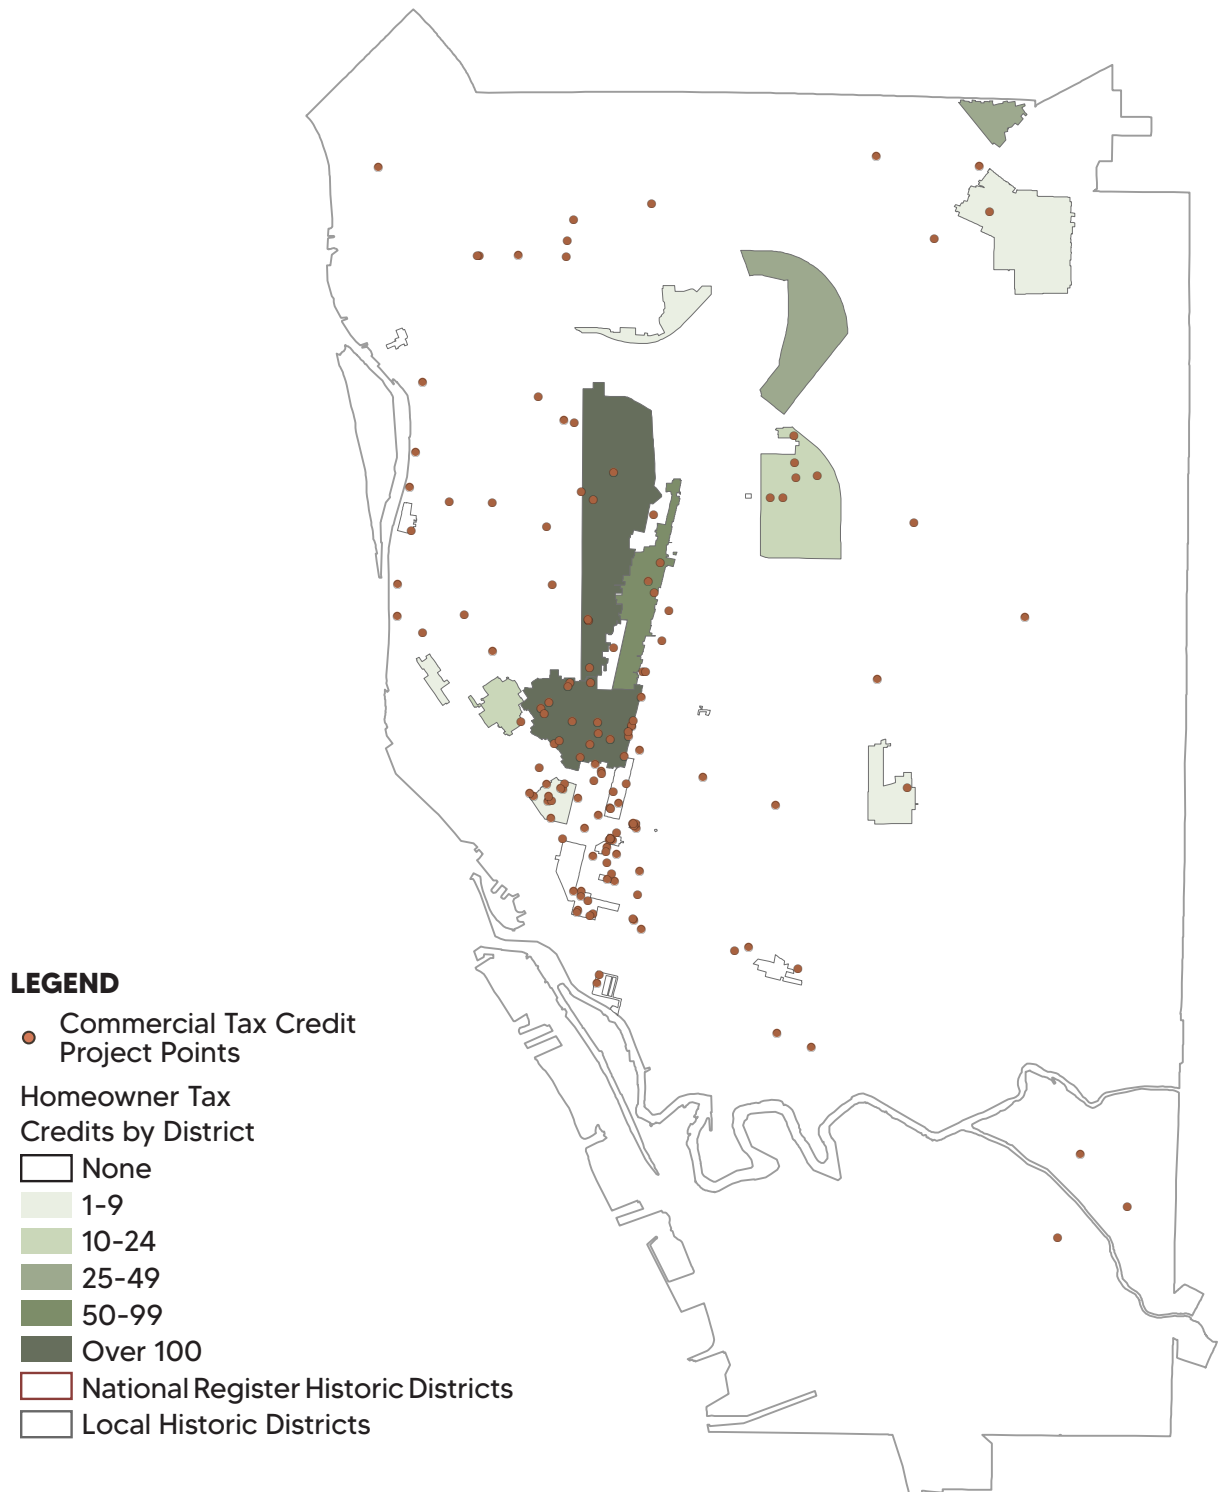 LEGEND
Commercial Tax Credit
Project Points
Homeowner Tax
Credits by District
None
1-9
10-24
25-49
50-99
Over 100
National Register Historic Districts
Local Historic Districts